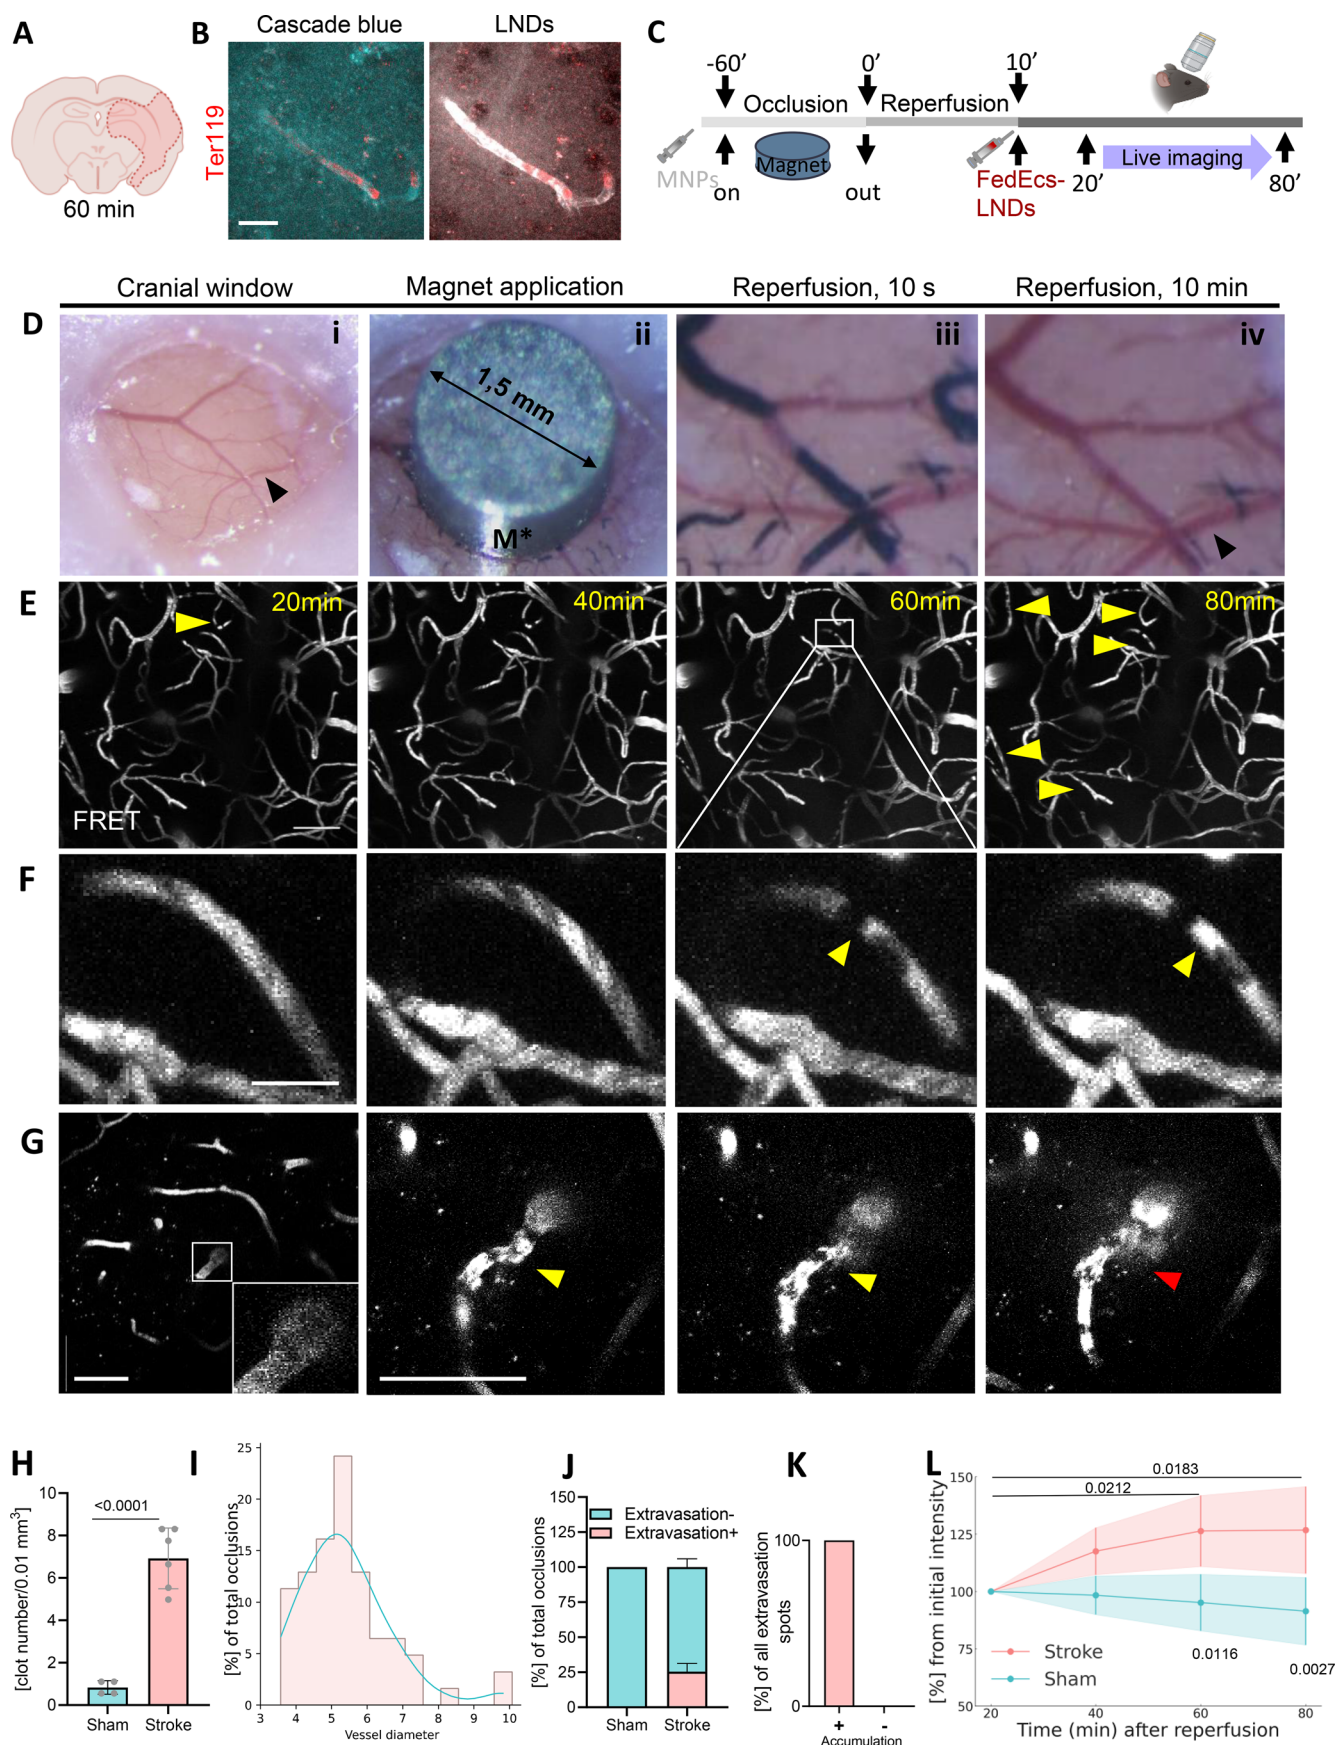 A
60 min
B
Cascade blue
LNDs
Ter119
C
-60’
0’
10’
Occlusion
Reperfusion
MNPs
Magnet
on
out
FedEcs-
LNDs
20’
Live imaging
80’
Cranial window
Magnet application
Reperfusion, 10 s
Reperfusion, 10 min
D
i
ii
iii
iv
1,5 mm
M*
E
20min
40min
60min
80min
FRET
F
G
H
<0.0001
[clot number/0.01 mm³]
10
8
6
4
2
0
Sham
Stroke
I
[%] of total occlusions
25
20
15
10
5
0
3
4
5
6
7
8
9
10
Vessel diameter
J
[%] of total occlusions
150
125
100
75
50
25
0
Extravasation-
Extravasation+
Sham
Stroke
K
[%] of all extravasation
spots
100
0
+
-
Accumulation
L
[%] from initial intensity
150
125
100
75
50
0.0183
0.0212
0.0116
0.0027
Stroke
Sham
20
40
60
80
Time (min) after reperfusion